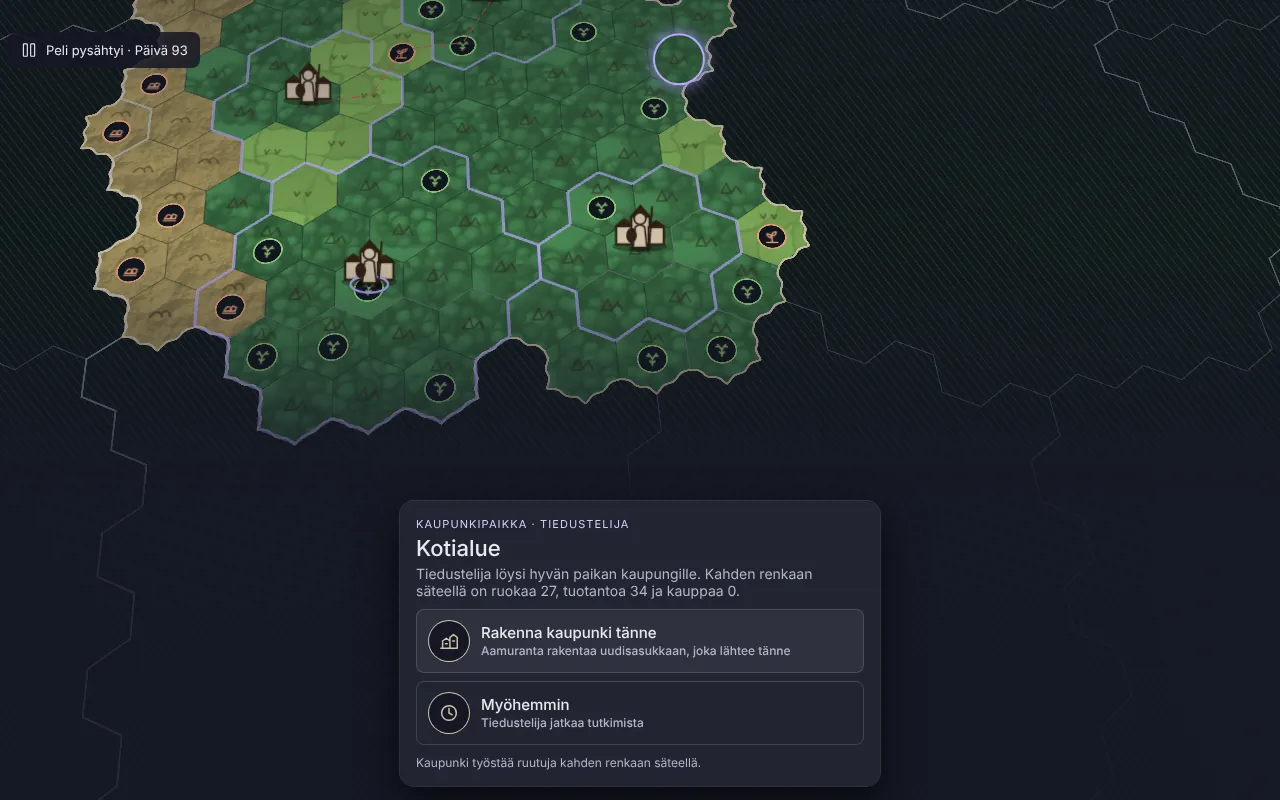 Peli pysähtyi · Päivä 93
KAUPUNKIPAIKKA · TIEDUSTELIJA
Kotialue
Tiedustelija löysi hyvän paikan kaupungille. Kahden renkaan
säteellä on ruokaa 27, tuotantoa 34 ja kauppaa 0.
Rakenna kaupunki tänne
Aamuranta rakentaa uudisasukkaan, joka lähtee tänne
Myöhemmin
Tiedustelija jatkaa tutkimista
Kaupunki työstää ruutuja kahden renkaan säteellä.